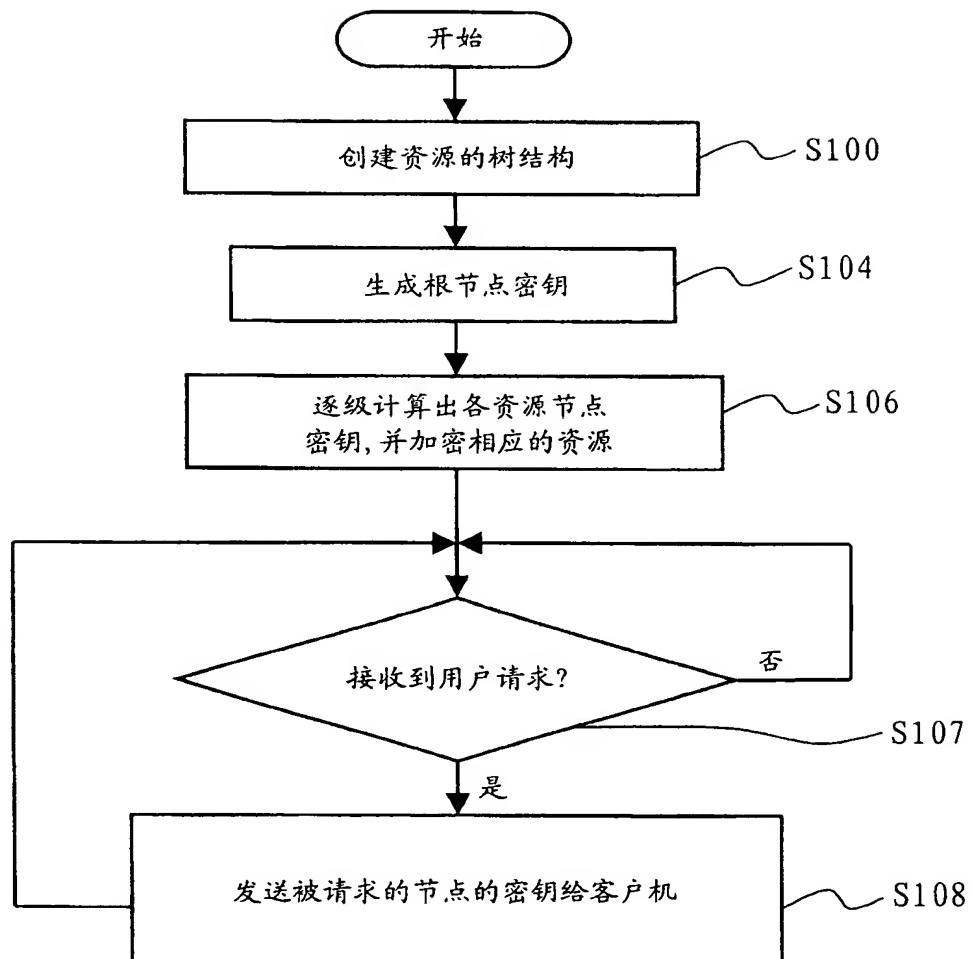 开始
创建资源的树结构
S100
生成根节点密钥
S104
逐级计算出各资源节点
密钥,并加密相应的资源
S106
接收到用户请求?
否
S107
是
发送被请求的节点的密钥给客户机
S108